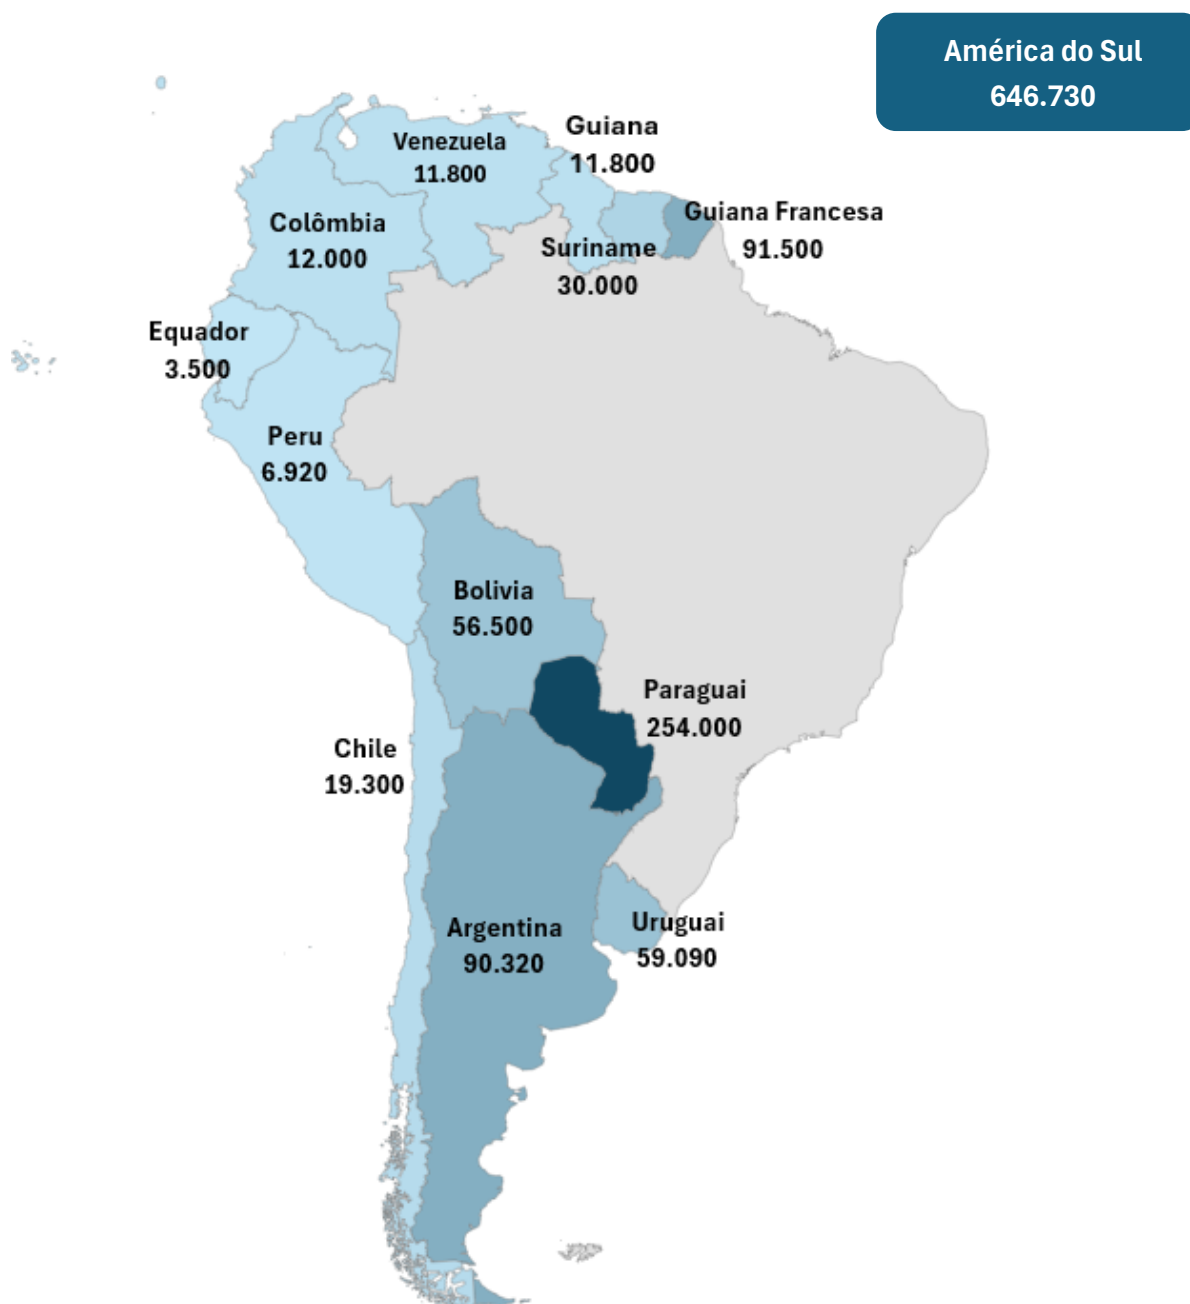 América do Sul
646.730
Guiana
11.800
Venezuela
11.800
Guiana Francesa
91.500
Colômbia
12.000
Suriname
30.000
Equador
3.500
Peru
6.920
Bolivia
56.500
Paraguai
254.000
Chile
19.300
Argentina
90.320
Uruguai
59.090